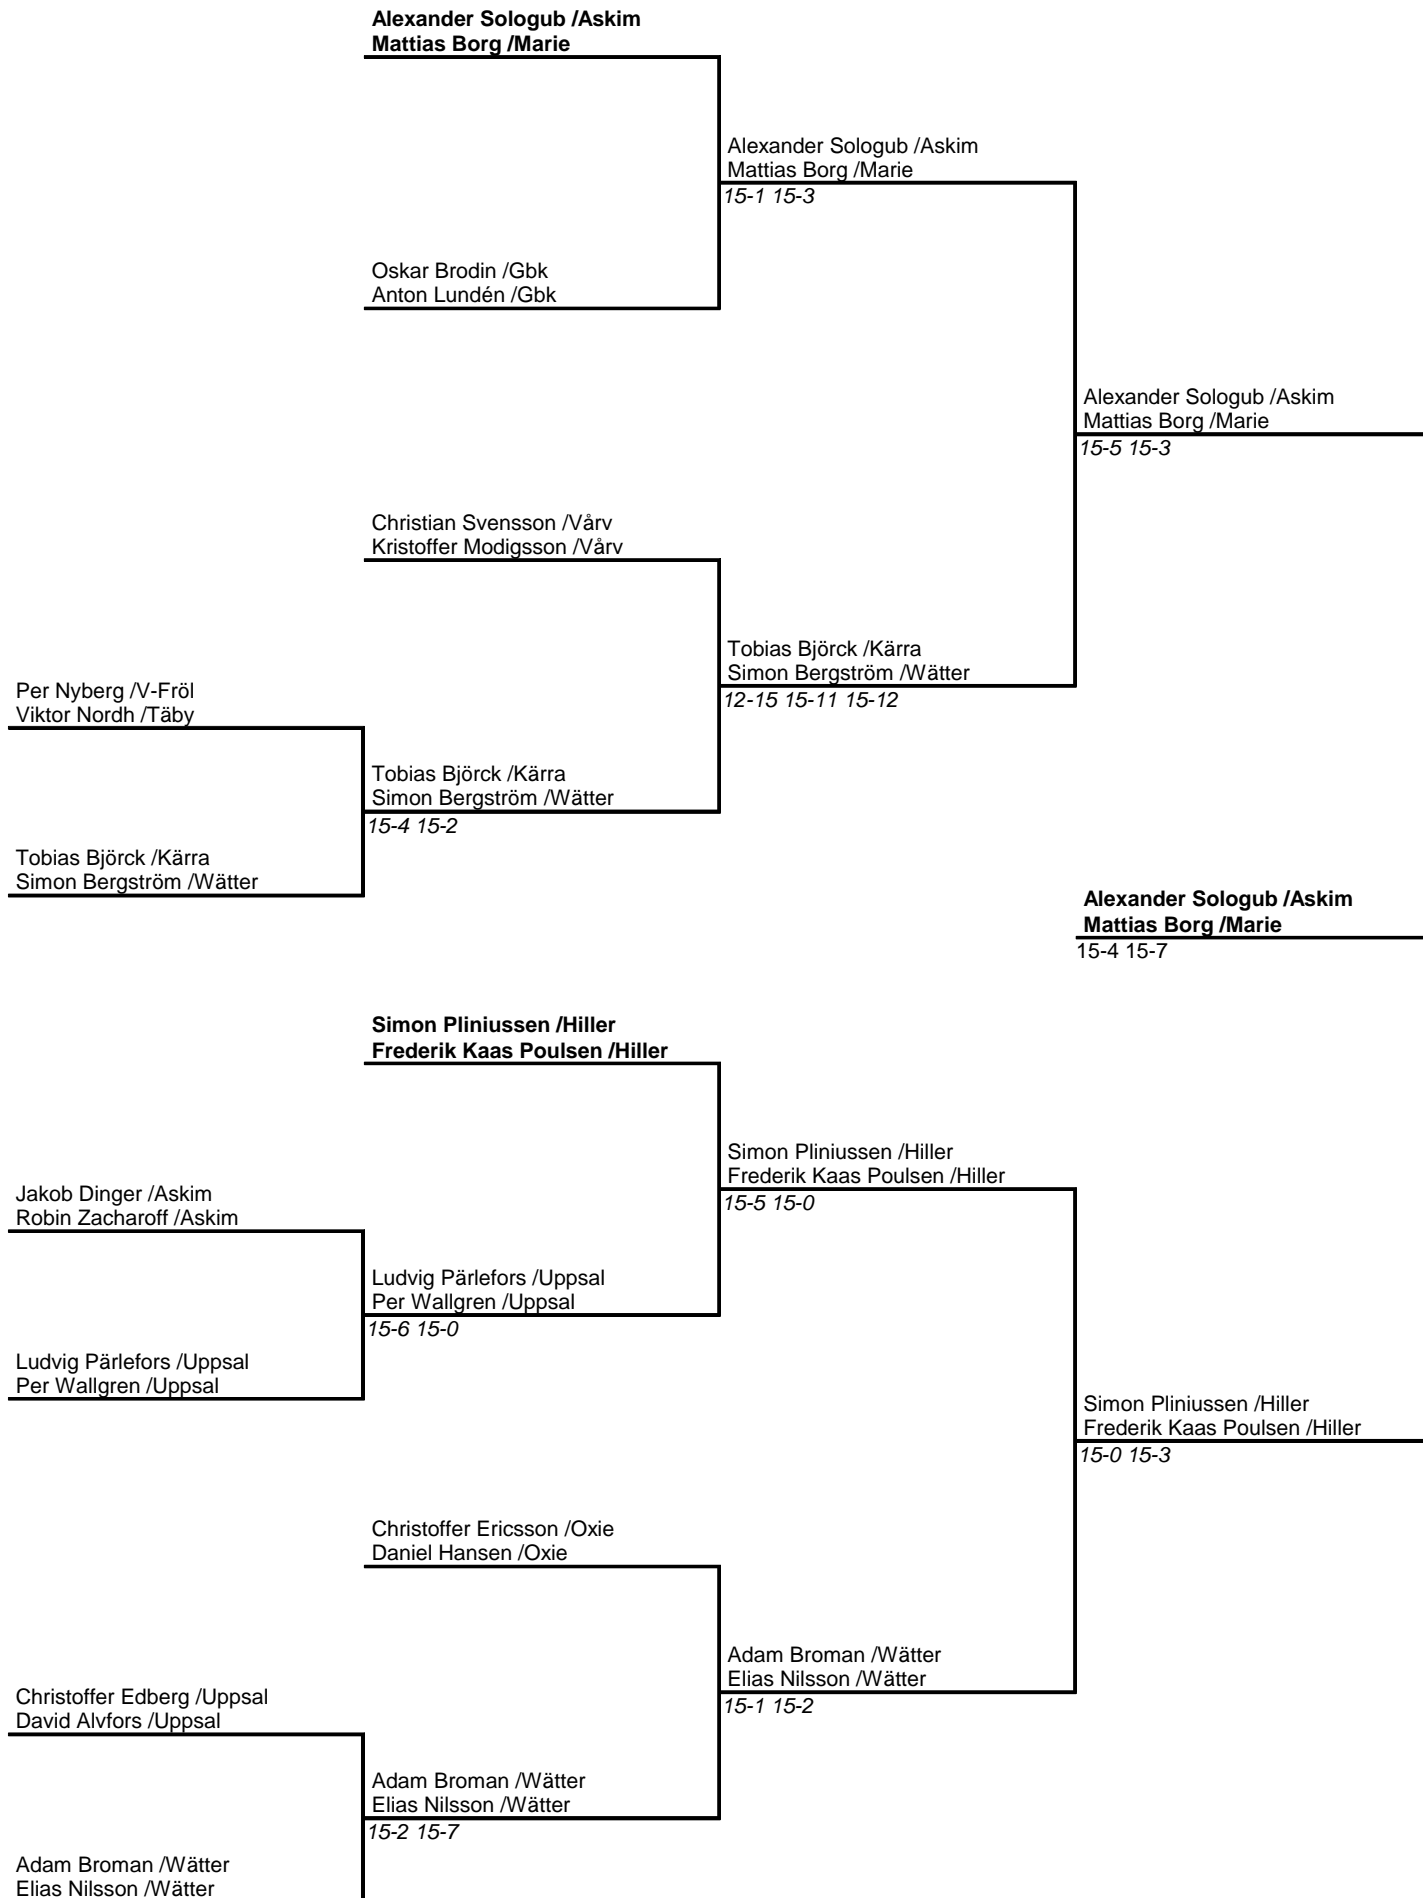 Alexander Sologub /Askim
Mattias Borg /Marie
Alexander Sologub /Askim
Mattias Borg /Marie
15-1 15-3
Oskar Brodin /Gbk
Anton Lundén /Gbk
Alexander Sologub /Askim
Mattias Borg /Marie
15-5 15-3
Christian Svensson /Vårv
Kristoffer Modigsson /Vårv
Tobias Björck /Kärra
Simon Bergström /Wätter
12-15 15-11 15-12
Per Nyberg /V-Fröl
Viktor Nordh /Täby
Tobias Björck /Kärra
Simon Bergström /Wätter
15-4 15-2
Tobias Björck /Kärra
Simon Bergström /Wätter
Alexander Sologub /Askim
Mattias Borg /Marie
15-4 15-7
Simon Pliniussen /Hiller
Frederik Kaas Poulsen /Hiller
Simon Pliniussen /Hiller
Frederik Kaas Poulsen /Hiller
15-5 15-0
Jakob Dinger /Askim
Robin Zacharoff /Askim
Ludvig Pärlefors /Uppsal
Per Wallgren /Uppsal
15-6 15-0
Ludvig Pärlefors /Uppsal
Per Wallgren /Uppsal
Simon Pliniussen /Hiller
Frederik Kaas Poulsen /Hiller
15-0 15-3
Christoffer Ericsson /Oxie
Daniel Hansen /Oxie
Adam Broman /Wätter
Elias Nilsson /Wätter
15-1 15-2
Christoffer Edberg /Uppsal
David Alvfors /Uppsal
Adam Broman /Wätter
Elias Nilsson /Wätter
15-2 15-7
Adam Broman /Wätter
Elias Nilsson /Wätter